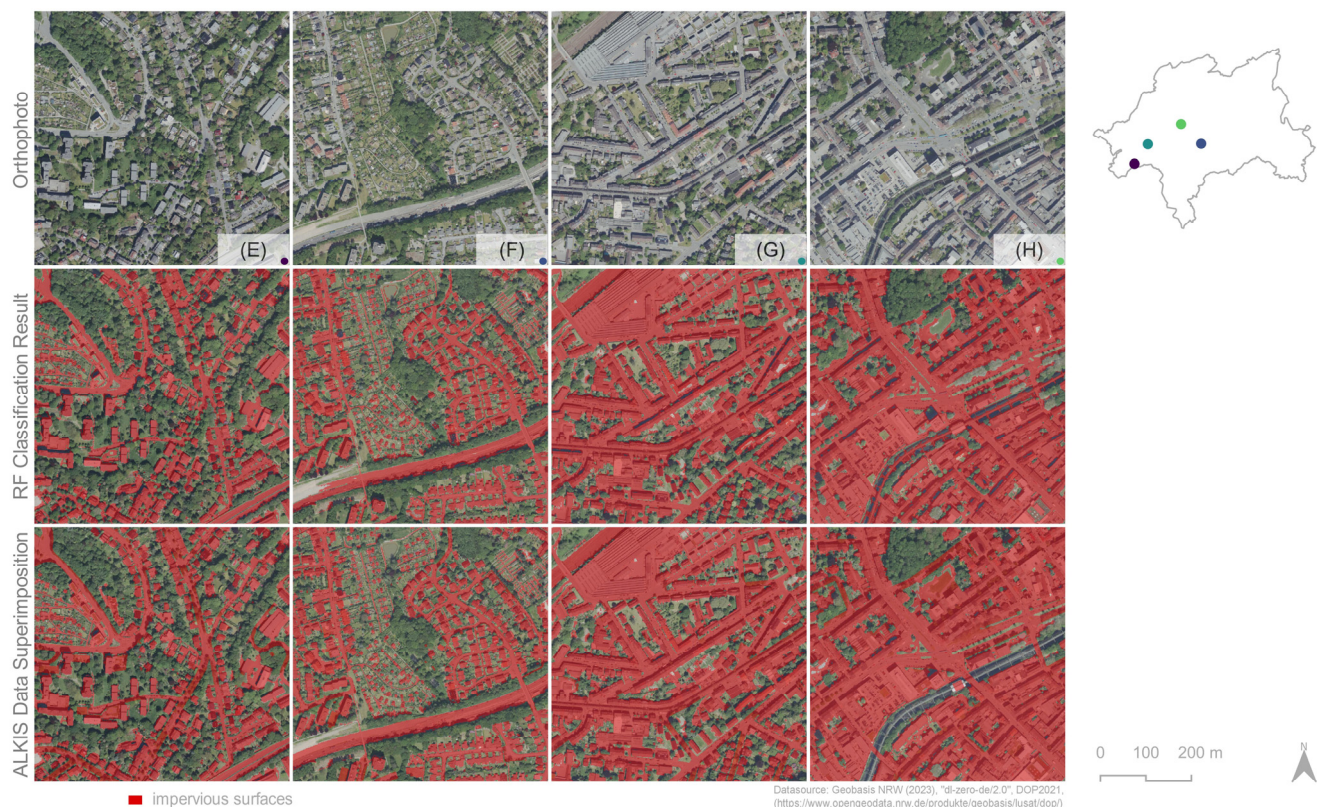 Orthophoto
(E)
(F)
(G)
(H)
RF Classification Result
ALKIS Data Superimposition
0 100 200 m
N
impervious surfaces
Datasource: Geobasis NRW (2023), "dl-zero-de/2.0", DOP2021,
(https://www.opengeodata.nrw.de/produkte/geobasis/lusat/dop/)